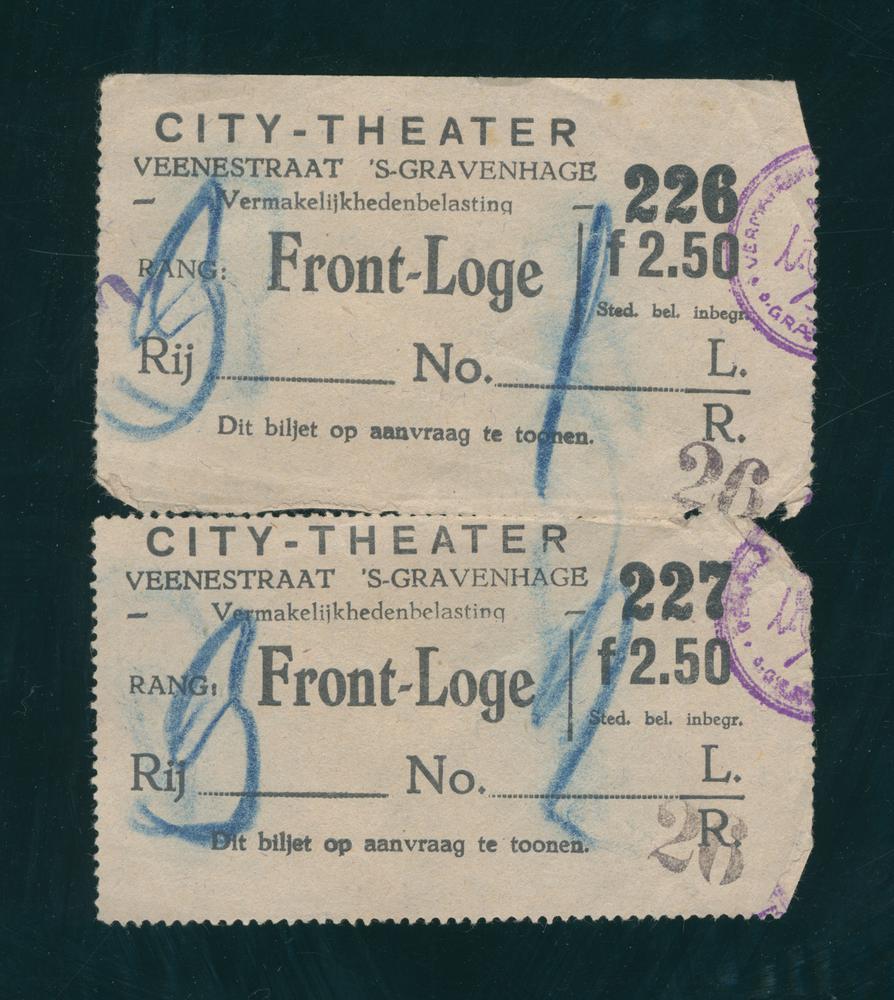 CITY-THEATER
VEENESTRAAT 'S-GRAVENHAGE
— Vermakelijkhedenbelasting —
226
RANG: Front-Loge
f 2.50
Sted. bel. inbegr.
Rij No. L.
R.
Dit biljet op aanvraag te toonen.
26
CITY-THEATER
VEENESTRAAT 'S-GRAVENHAGE
— Vermakelijkhedenbelasting —
227
RANG: Front-Loge
f 2.50
Sted. bel. inbegr.
Rij No. L.
R.
Dit biljet op aanvraag te toonen.
26